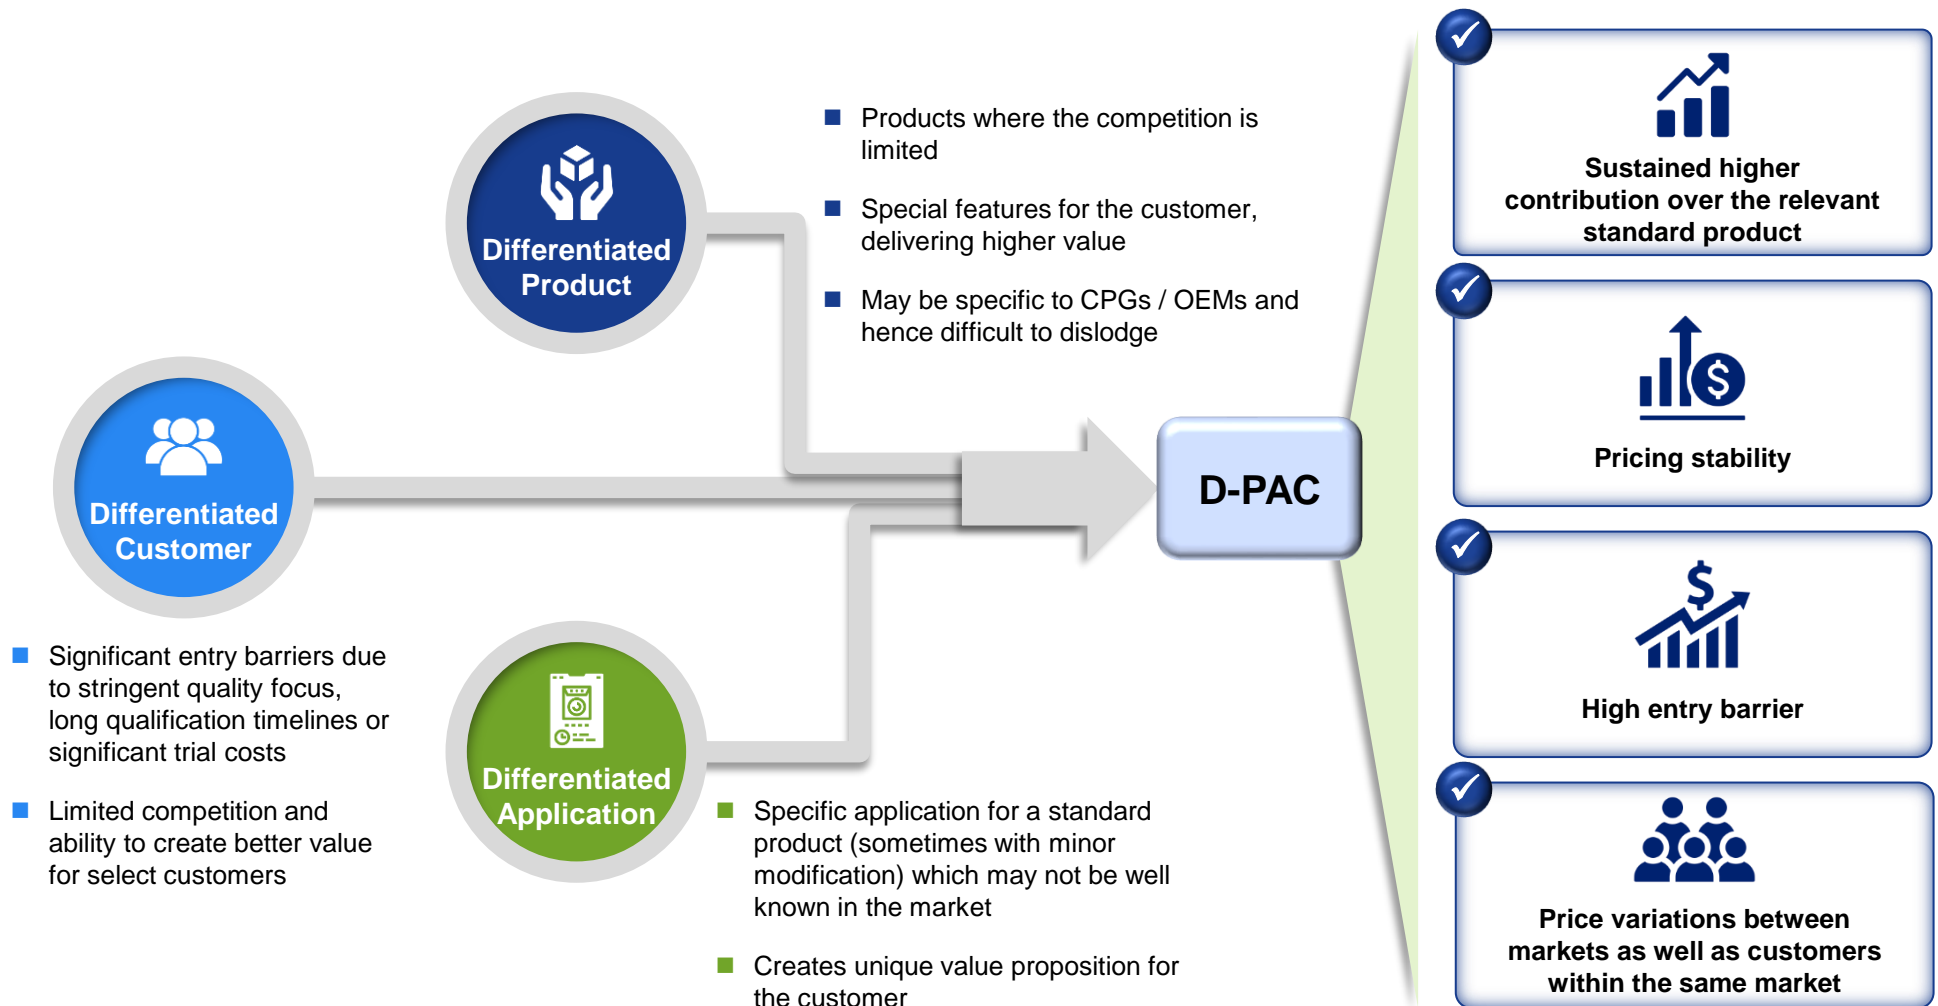 Differentiated
Product
Products where the competition is
limited
Special features for the customer,
delivering higher value
May be specific to CPGs / OEMs and
hence difficult to dislodge
Differentiated
Customer
Significant entry barriers due
to stringent quality focus,
long qualification timelines or
significant trial costs
Limited competition and
ability to create better value
for select customers
Differentiated
Application
Specific application for a standard
product (sometimes with minor
modification) which may not be well
known in the market
Creates unique value proposition for
the customer
D-PAC
Sustained higher
contribution over the relevant
standard product
$
Pricing stability
$
High entry barrier
Price variations between
markets as well as customers
within the same market